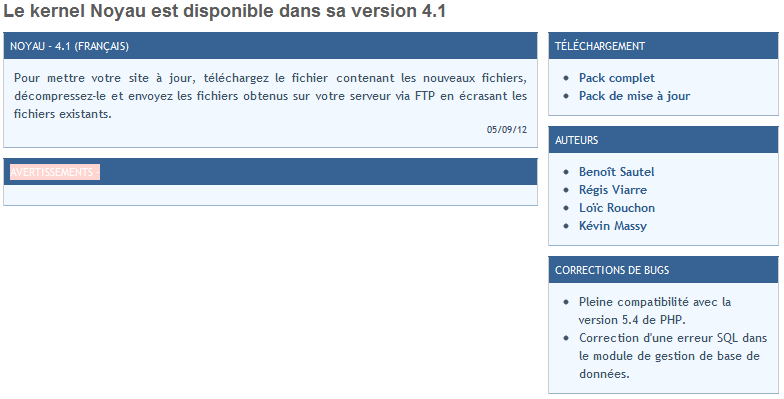 Le kernel Noyau est disponible dans sa version 4.1
NOYAU - 4.1 (FRANÇAIS)
Pour mettre votre site à jour, téléchargez le fichier contenant les nouveaux fichiers,
décompressez-le et envoyez les fichiers obtenus sur votre serveur via FTP en écrasant les
fichiers existants.
05/09/12
AVERTISSEMENTS -
TÉLÉCHARGEMENT
Pack complet
Pack de mise à jour
AUTEURS
Benoît Sautel
Régis Viarre
Loïc Rouchon
Kévin Massy
CORRECTIONS DE BUGS
Pleine compatibilité avec la
version 5.4 de PHP.
Correction d'une erreur SQL dans
le module de gestion de base de
données.